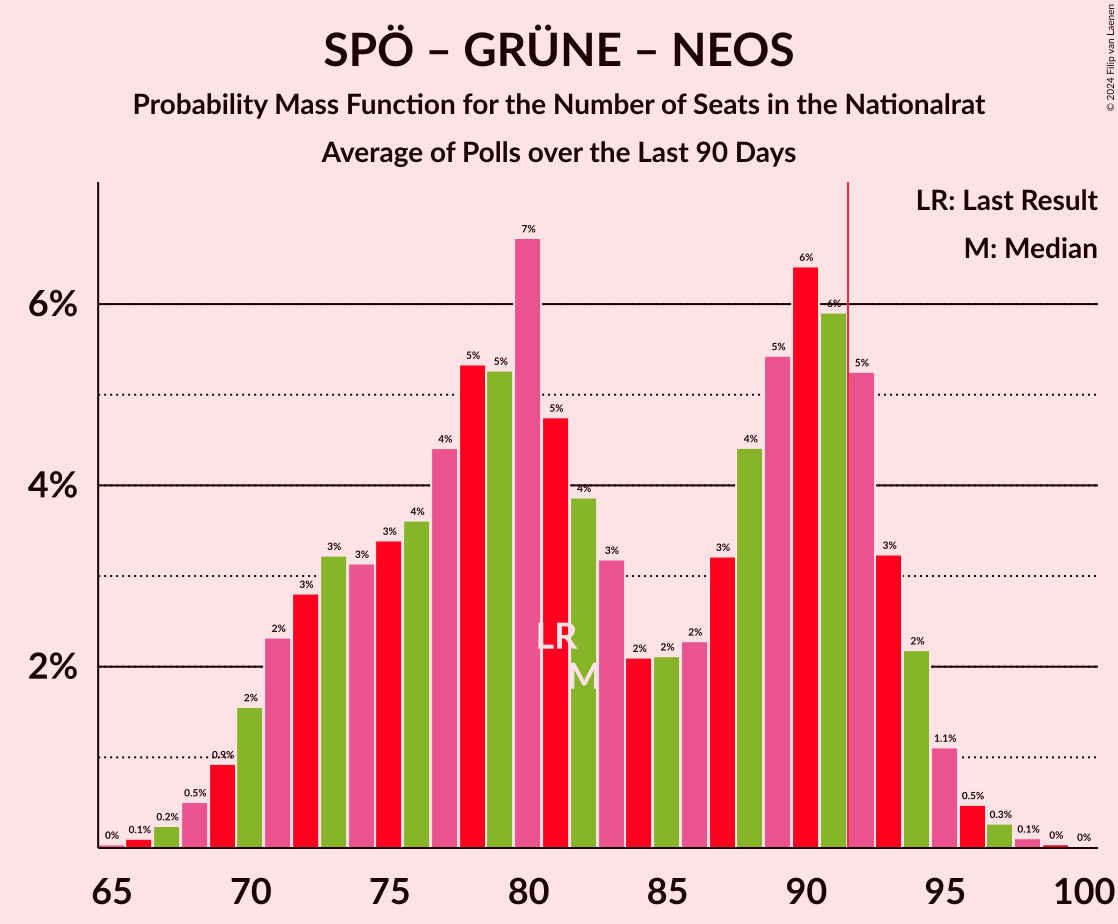 SPÖ – GRÜNE – NEOS
Probability Mass Function for the Number of Seats in the Nationalrat
Average of Polls over the Last 90 Days
© 2024 Filip van Laenen
LR: Last Result
M: Median
6%
4%
2%
0% 0.1% 0.2% 0.5% 0.9% 2% 2% 3% 3% 3% 3% 4% 4% 5% 5% 7% 5% 4% 3% 2% 2% 2% 3% 4% 5% 6% 6% 5% 3% 2% 1.1% 0.5% 0.3% 0.1% 0% 0%
LR
M
65 70 75 80 85 90 95 100